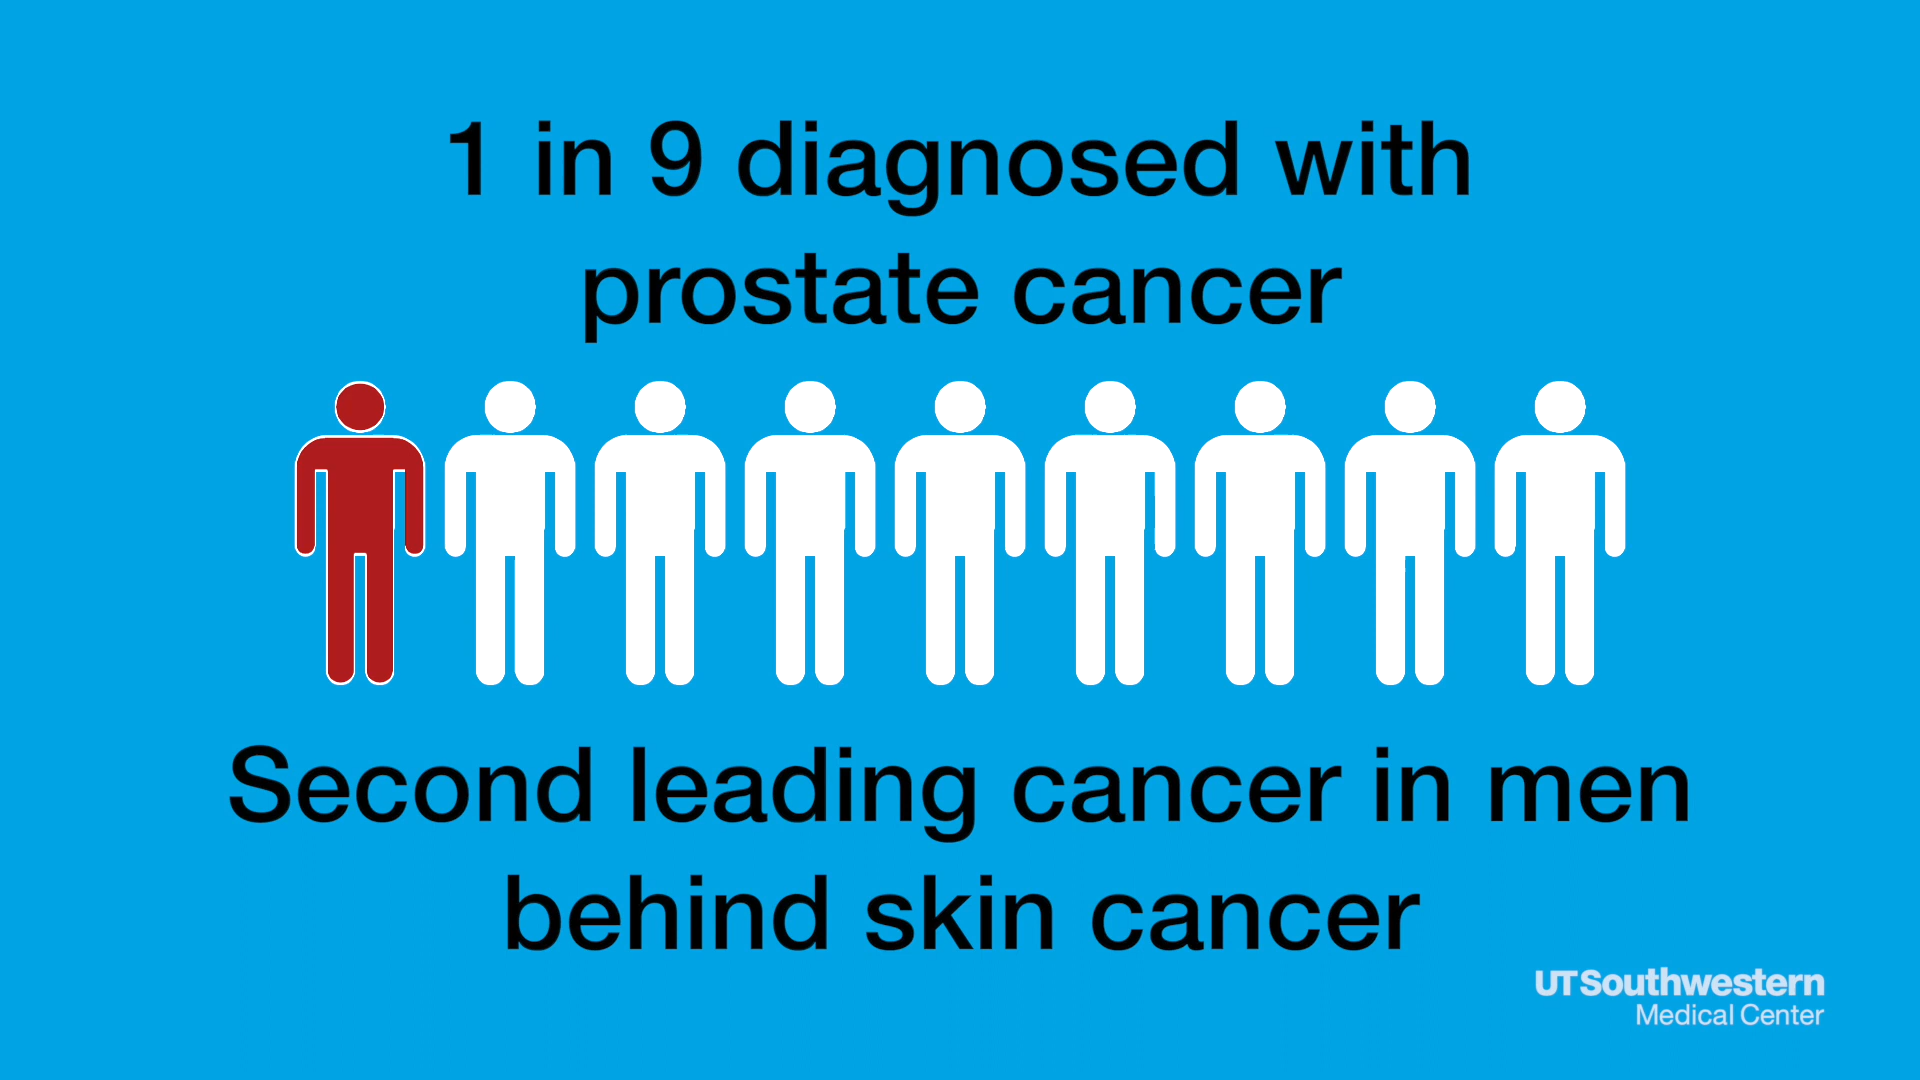 1 in 9 diagnosed with
prostate cancer
Second leading cancer in men
behind skin cancer
UTSouthwestern
Medical Center